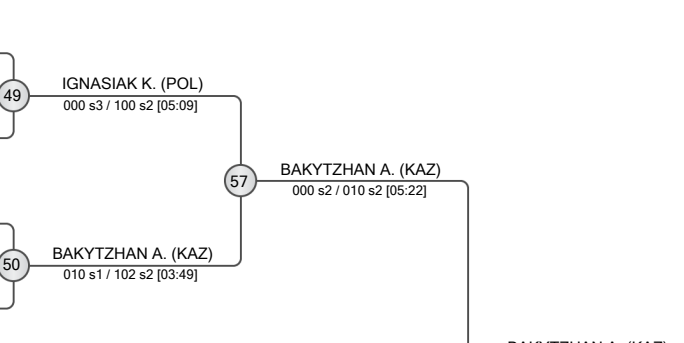 IGNASIAK K. (POL)
49
000 s3 / 100 s2 [05:09]
BAKYTZHAN A. (KAZ)
57
000 s2 / 010 s2 [05:22]
BAKYTZHAN A. (KAZ)
50
010 s1 / 102 s2 [03:49]